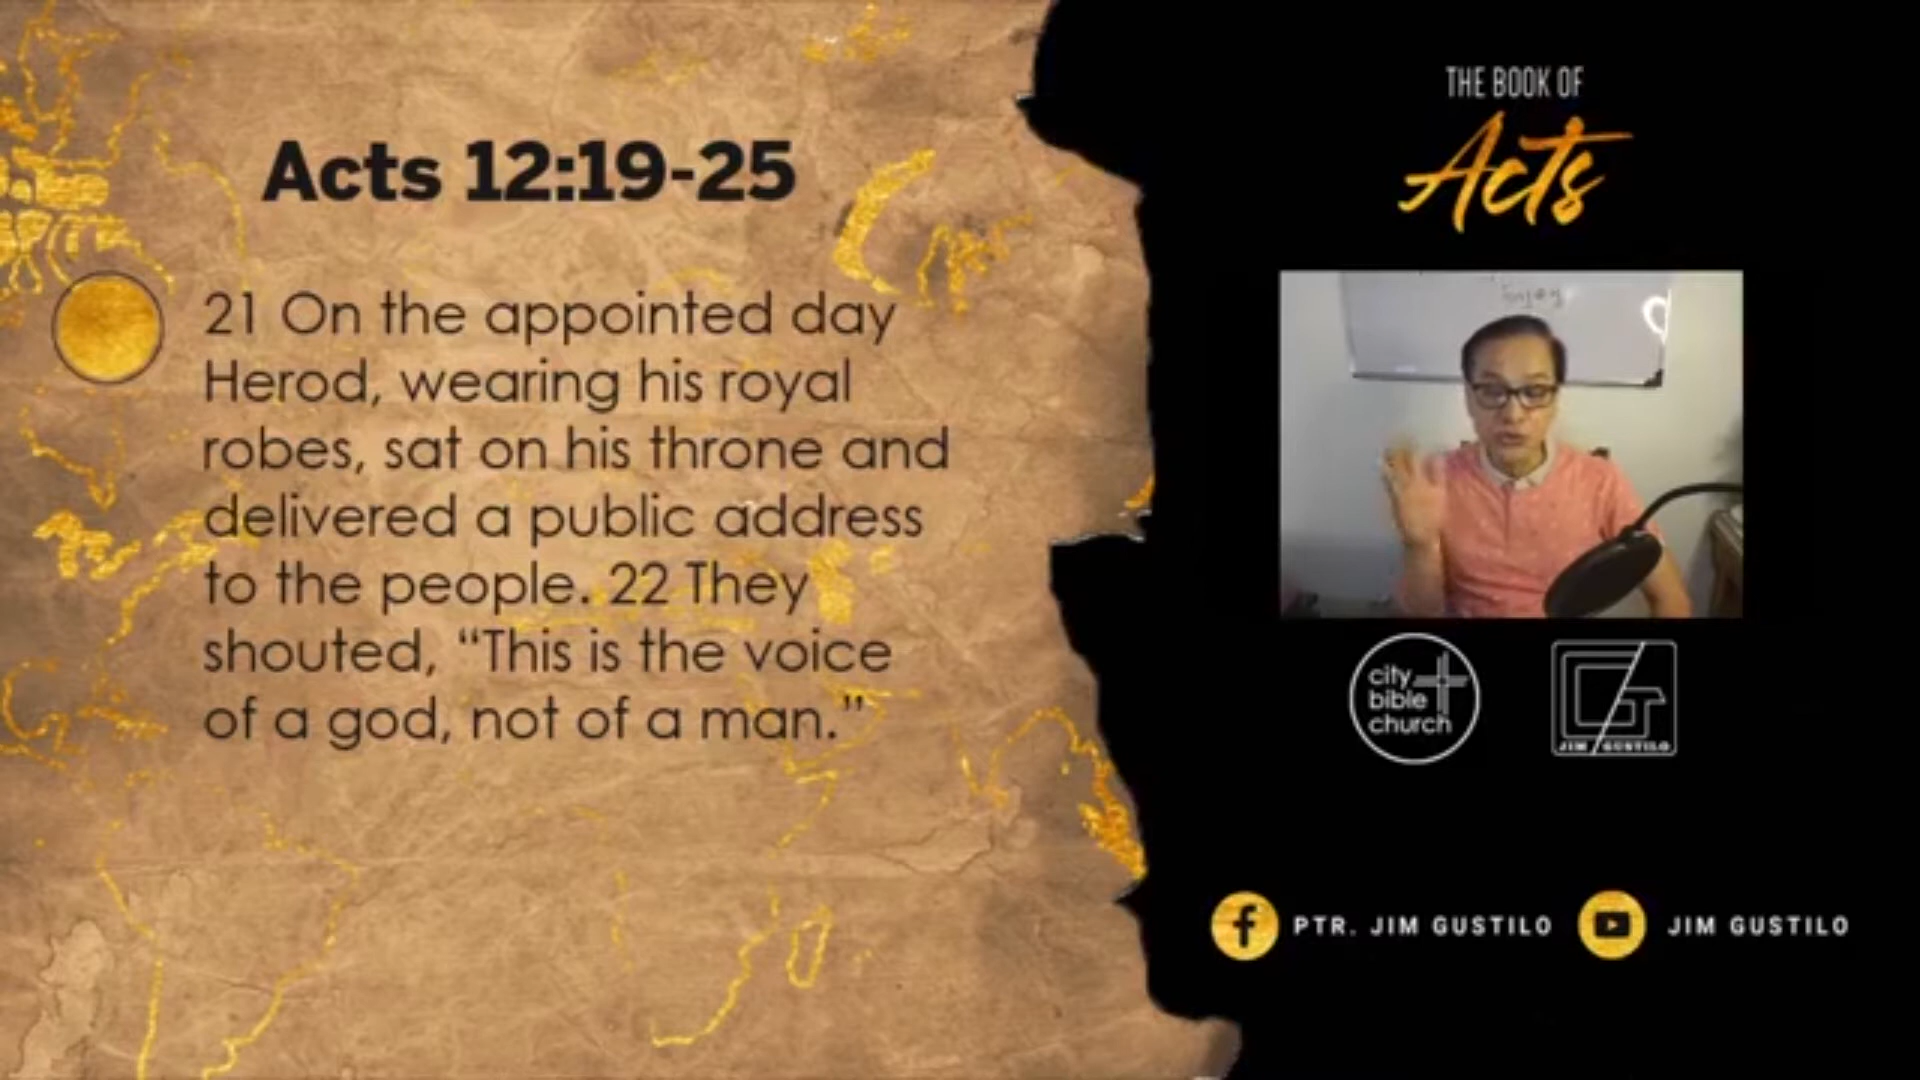 Acts 12:19-25
21 On the appointed day
Herod, wearing his royal
robes, sat on his throne and
delivered a public address
to the people. 22 They
shouted, “This is the voice
of a god, not of a man.”
THE BOOK OF
Acts
city
bible
church
JIM GUSTILO
PTR. JIM GUSTILO
JIM GUSTILO